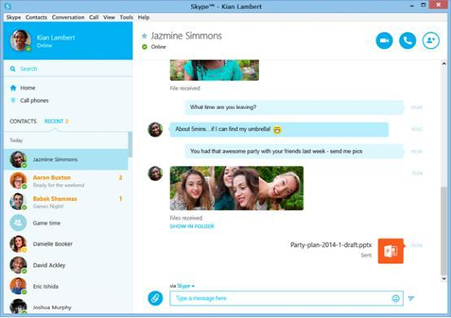 Skype™ - Kian Lambert
Skype Contacts Conversation Call View Tools Help
Kian Lambert
Online
Search
Home
Call phones
CONTACTS RECENT 2
Today
Jazmine Simmons
Aaron Buxton 2
Ready for the weekend
Babak Shammas 1
Games Night!
Game time
Danielle Booker
David Ackley
Eric Ishida
Joshua Murphy
Jazmine Simmons
Online
File received
What time are you leaving?
About 5mins...if I can find my umbrella!
You had that awesome party with your friends last week - send me pics
Files received
SHOW IN FOLDER
Party-plan-2014-1-draft.pptx
Sent
via Skype
Type a message here